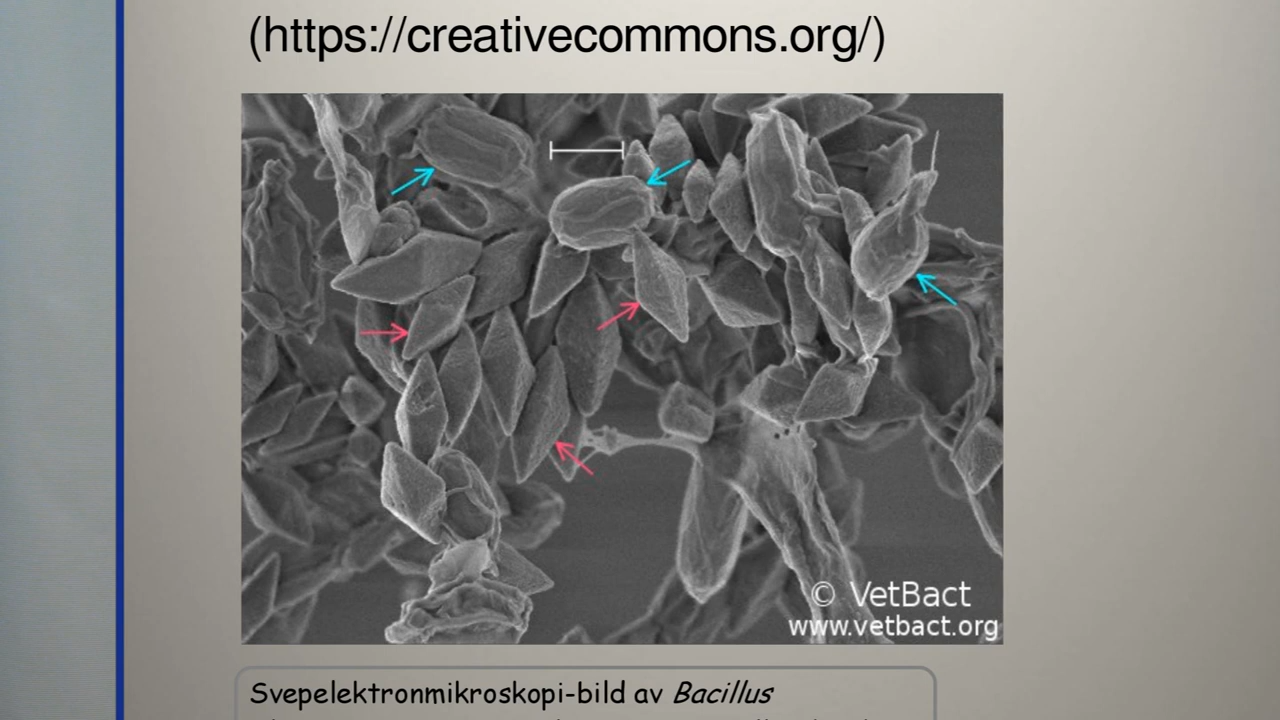 (https://creativecommons.org/)
© VetBact
www.vetbact.org
Svepelektronmikroskopi-bild av Bacillus